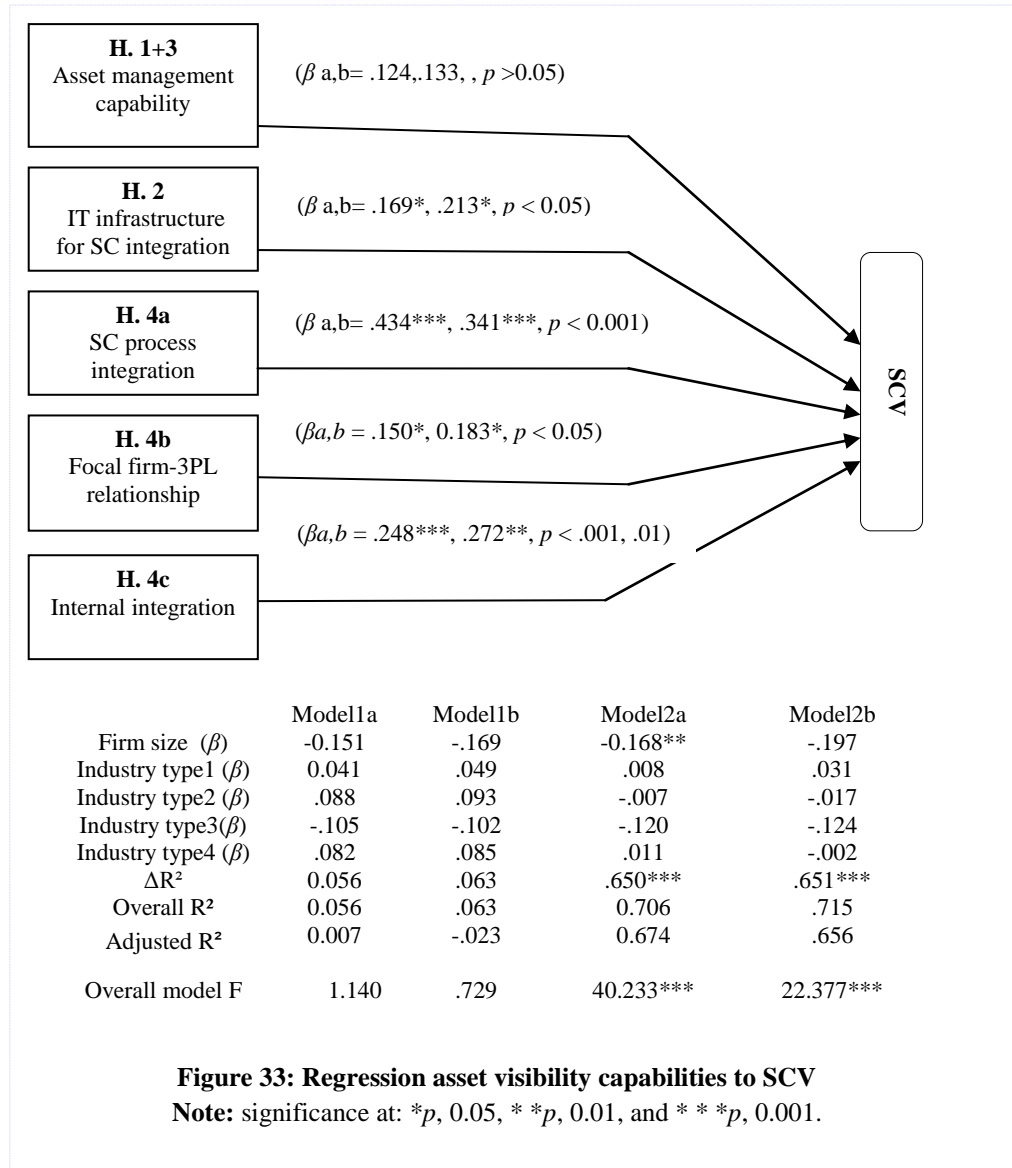 H. 1+3
Asset management
capability
(β a,b= .124,.133, , p >0.05)
H. 2
IT infrastructure
for SC integration
(β a,b= .169*, .213*, p < 0.05)
H. 4a
SC process
integration
(β a,b= .434***, .341***, p < 0.001)
H. 4b
Focal firm-3PL
relationship
(βa,b = .150*, 0.183*, p < 0.05)
H. 4c
Internal integration
(βa,b = .248***, .272**, p < .001, .01)
SCV
Model1a Model1b Model2a Model2b
Firm size (β) -0.151 -.169 -0.168** -.197
Industry type1 (β) 0.041 .049 .008 .031
Industry type2 (β) .088 .093 -.007 -.017
Industry type3(β) -.105 -.102 -.120 -.124
Industry type4 (β) .082 .085 .011 -.002
ΔR² 0.056 .063 .650*** .651***
Overall R² 0.056 .063 0.706 .715
Adjusted R² 0.007 -.023 0.674 .656
Overall model F 1.140 .729 40.233*** 22.377***
Figure 33: Regression asset visibility capabilities to SCV
Note: significance at: *p, 0.05, * *p, 0.01, and * * *p, 0.001.